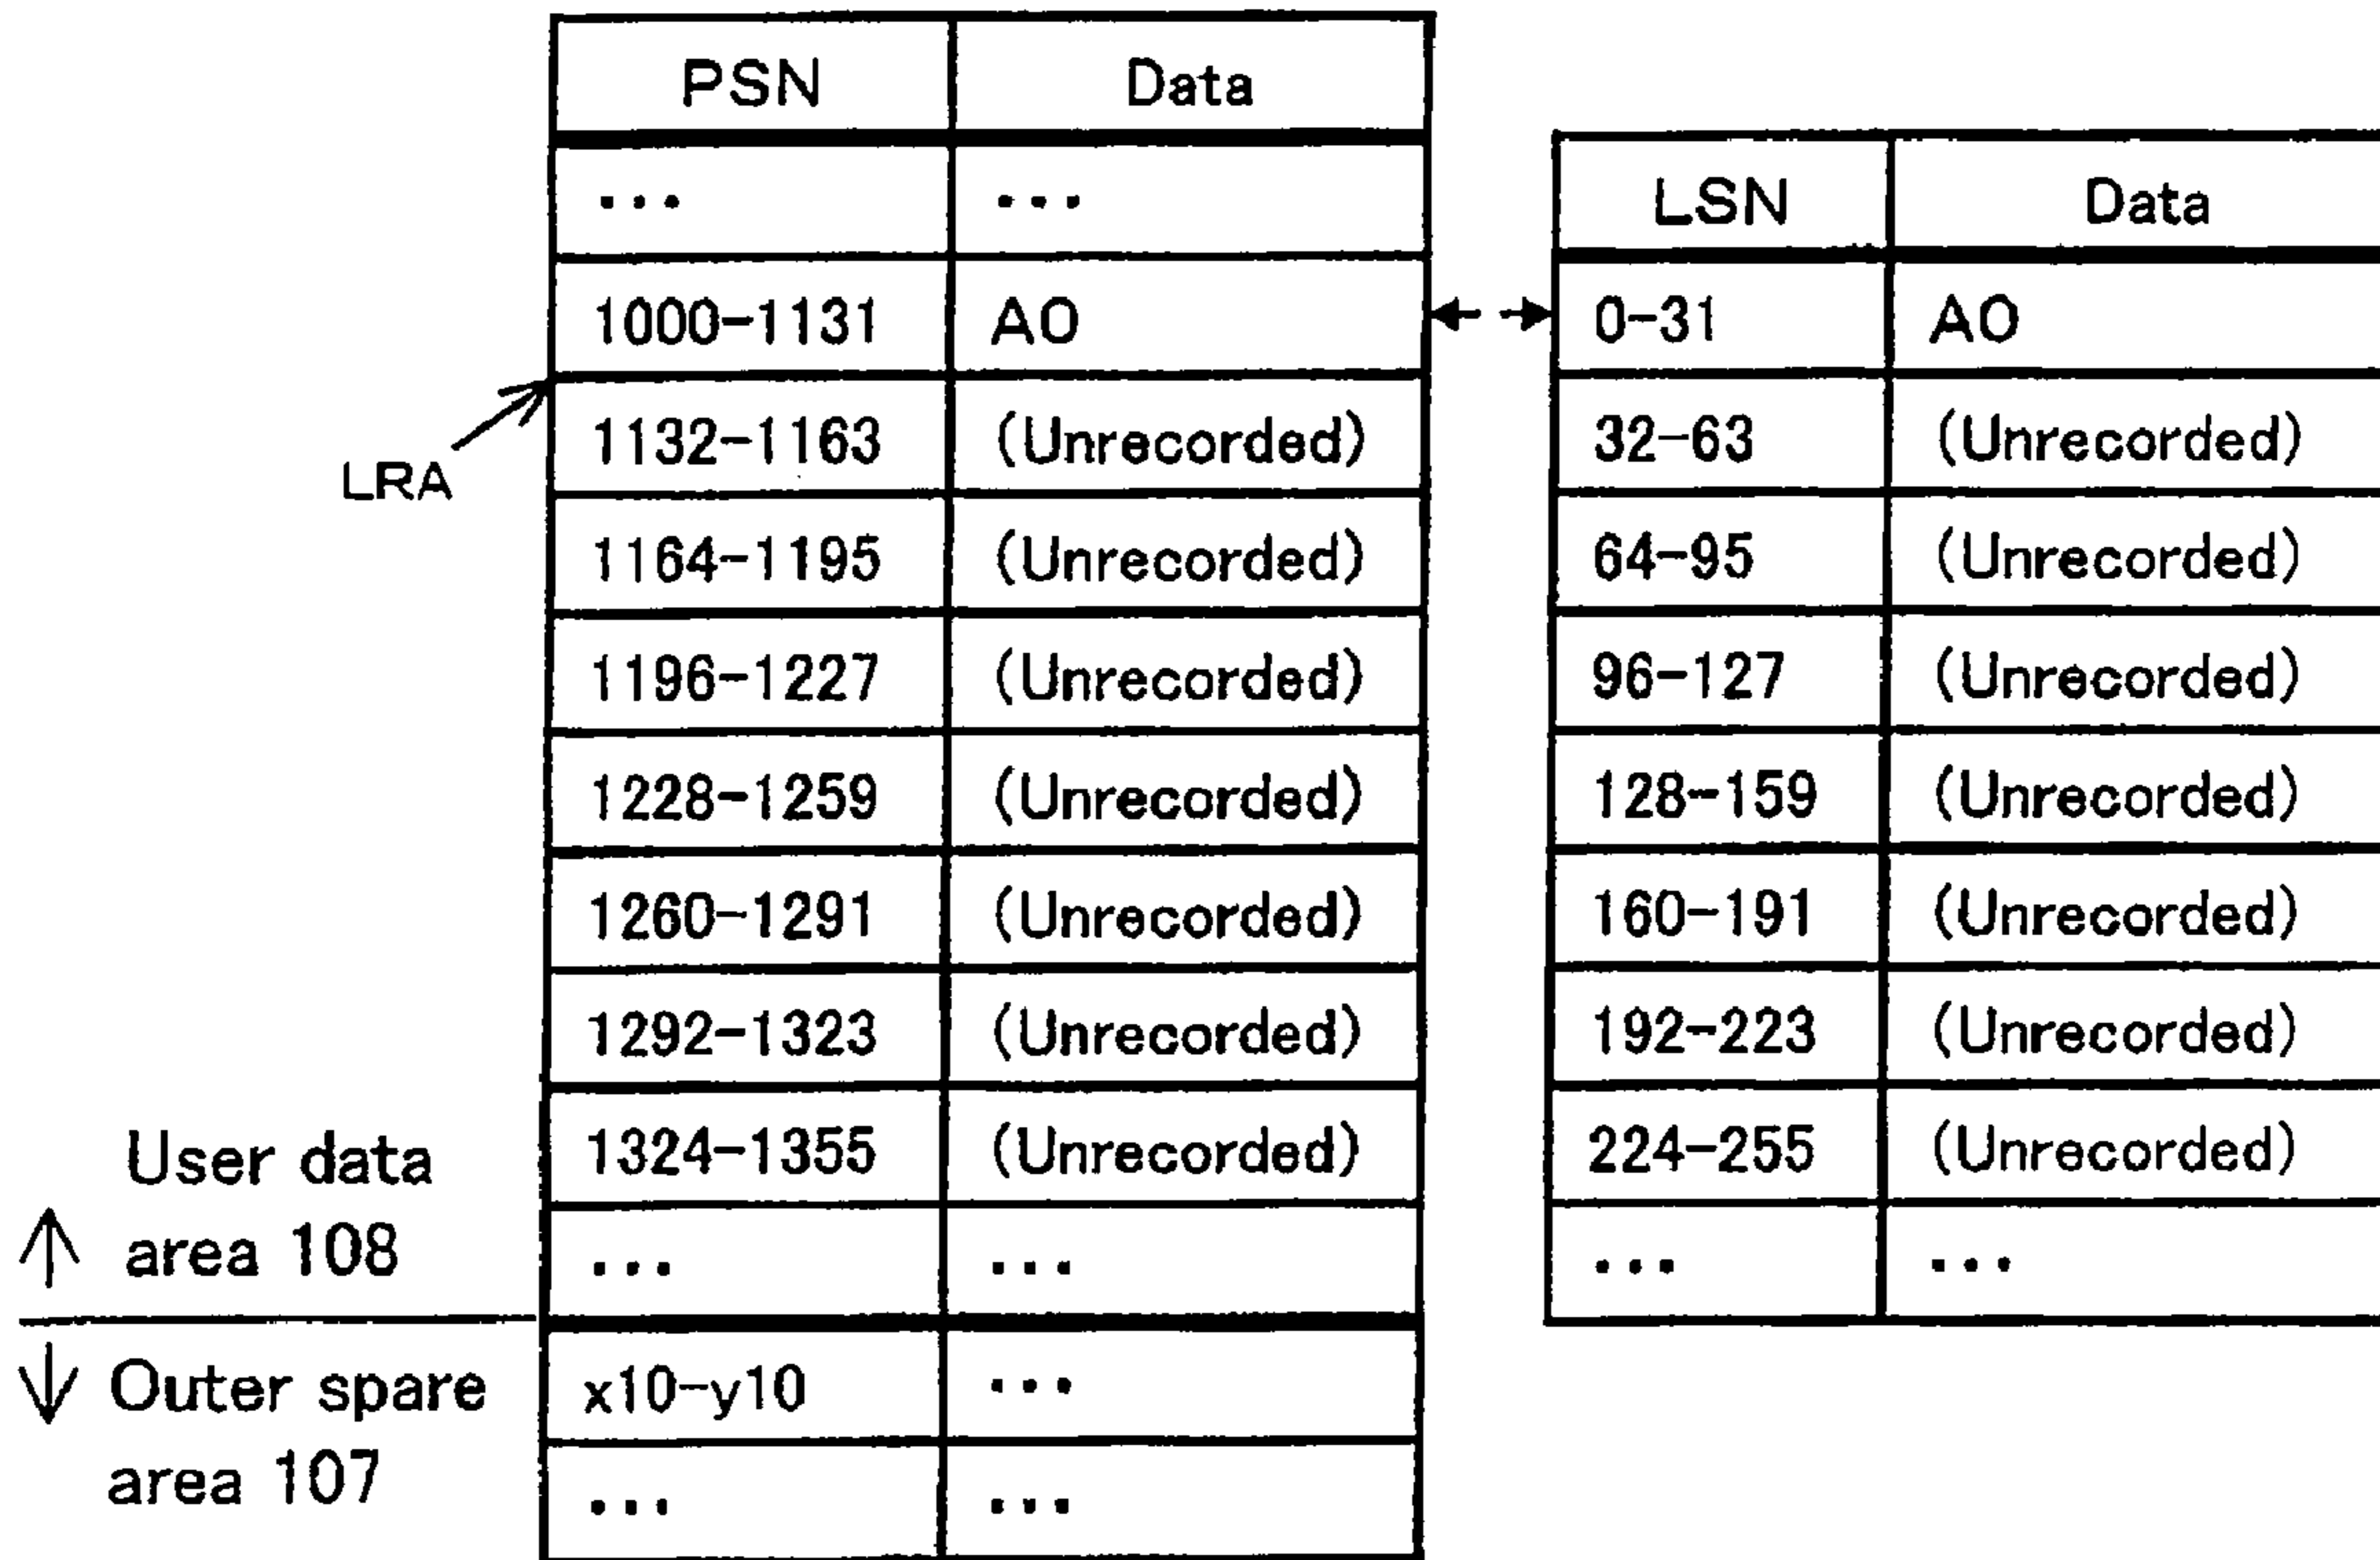 PSN Data
... ...
1000-1131 A0
1132-1163 (Unrecorded)
1164-1195 (Unrecorded)
1196-1227 (Unrecorded)
1228-1259 (Unrecorded)
1260-1291 (Unrecorded)
1292-1323 (Unrecorded)
1324-1355 (Unrecorded)
... ...
x10-y10 ...
... ...
LRA
User data
area 108
Outer spare
area 107
LSN Data
0-31 A0
32-63 (Unrecorded)
64-95 (Unrecorded)
96-127 (Unrecorded)
128-159 (Unrecorded)
160-191 (Unrecorded)
192-223 (Unrecorded)
224-255 (Unrecorded)
... ...